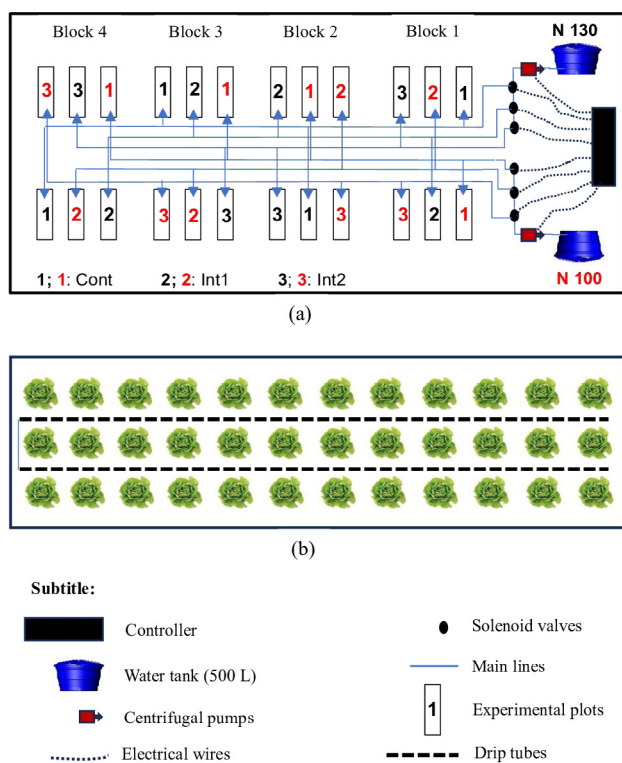 Block 4 Block 3 Block 2 Block 1 N 130
3 3 1 1 2 1 2 1 2 3 2 1
1 2 2 3 2 3 3 1 3 3 2 1
1; 1: Cont 2; 2: Int1 3; 3: Int2 N 100
(a)
(b)
Subtitle:
Controller Solenoid valves
Water tank (500 L) Main lines
Centrifugal pumps 1 Experimental plots
Electrical wires Drip tubes